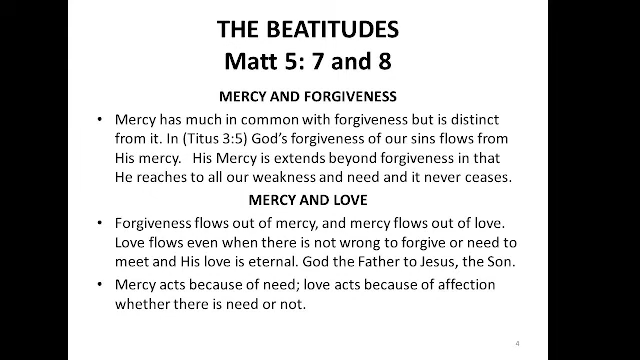 THE BEATITUDES
Matt 5: 7 and 8
MERCY AND FORGIVENESS
• Mercy has much in common with forgiveness but is distinct
from it. In (Titus 3:5) God's forgiveness of our sins flows from
His mercy. His Mercy is extends beyond forgiveness in that
He reaches to all our weakness and need and it never ceases.
MERCY AND LOVE
• Forgiveness flows out of mercy, and mercy flows out of love.
Love flows even when there is not wrong to forgive or need to
meet and His love is eternal. God the Father to Jesus, the Son.
• Mercy acts because of need; love acts because of affection
whether there is need or not.
4